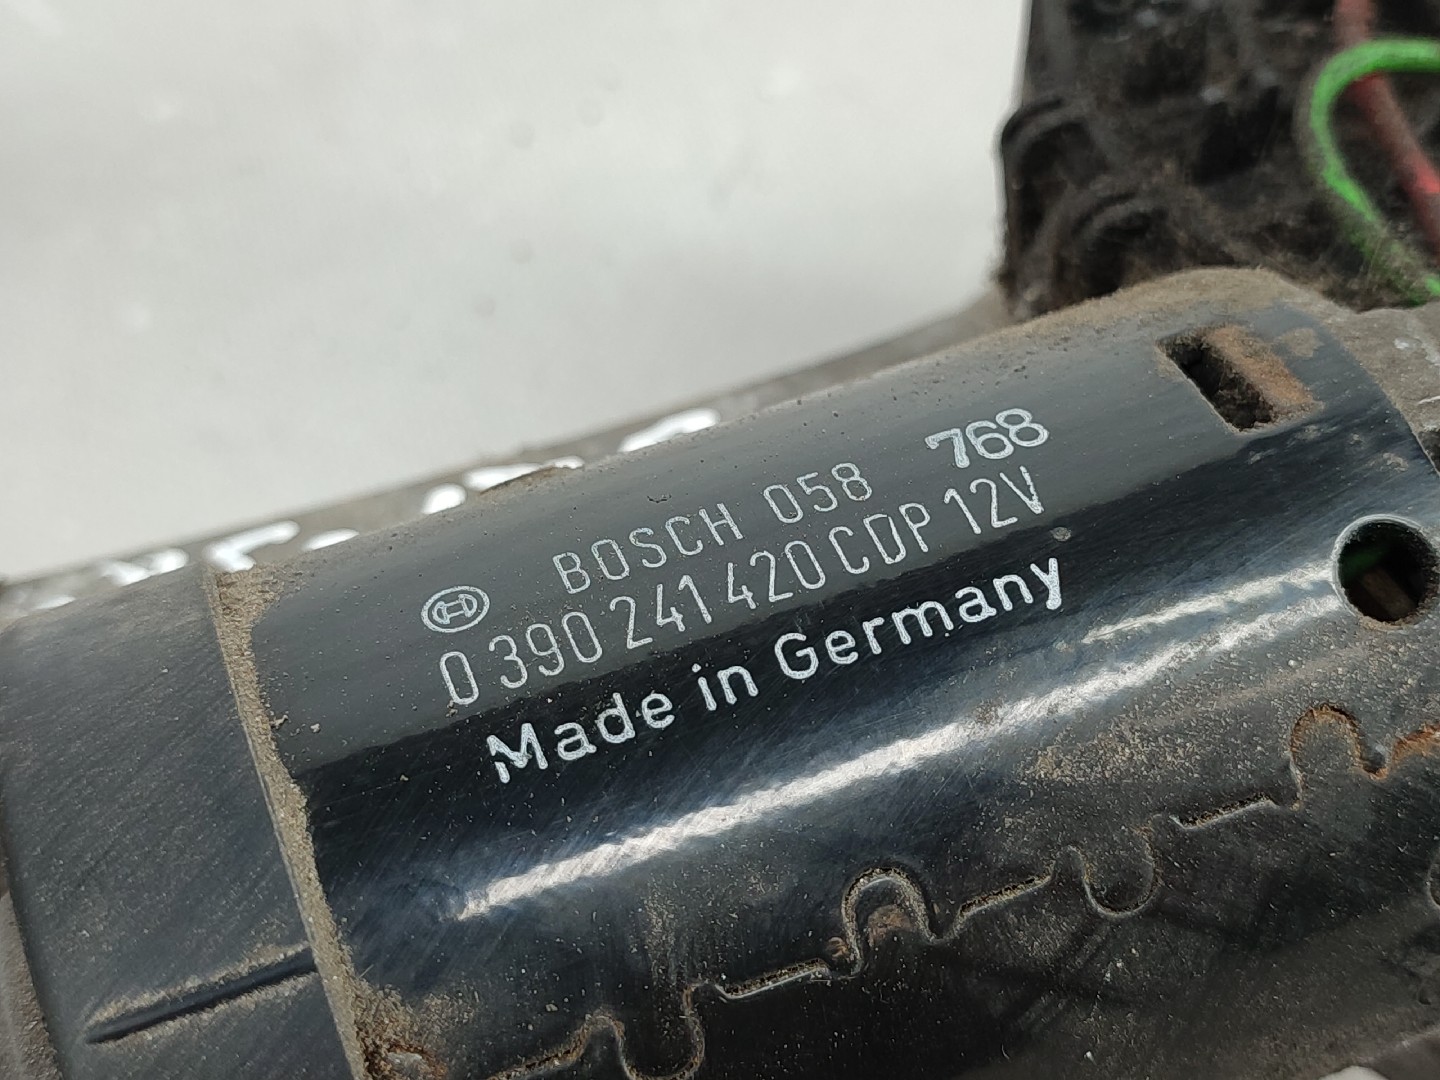 BOSCH 058 768
0 390 241 420 CDP 12V
Made in Germany